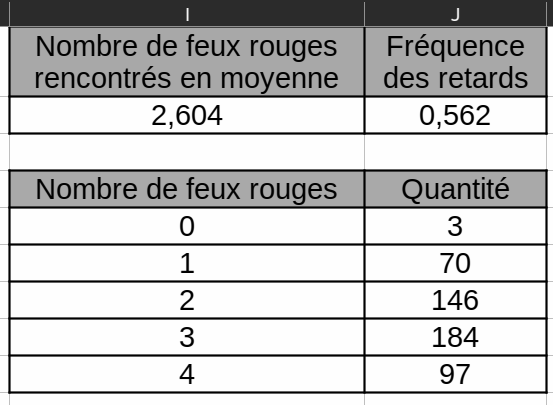 I J
Nombre de feux rouges rencontrés en moyenne Fréquence des retards
2,604 0,562
Nombre de feux rouges Quantité
0 3
1 70
2 146
3 184
4 97